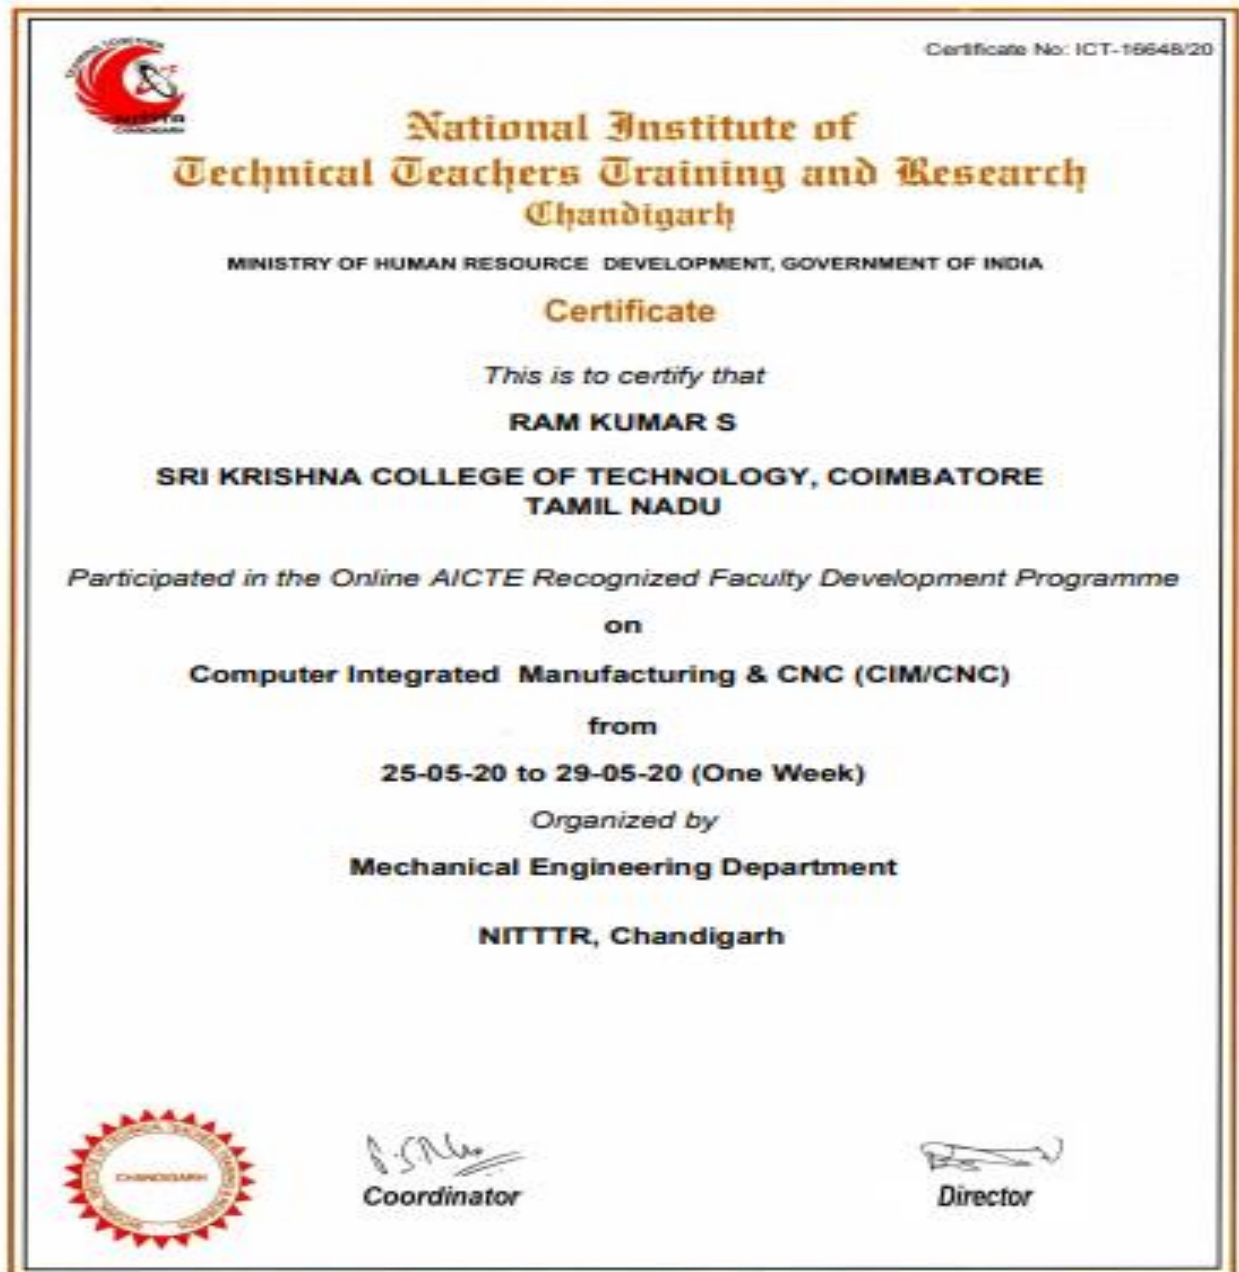 Certificate No: ICT-16648/20
NITTTR
CHANDIGARH
National Institute of
Technical Teachers Training and Research
Chandigarh
MINISTRY OF HUMAN RESOURCE DEVELOPMENT, GOVERNMENT OF INDIA
Certificate
This is to certify that
RAM KUMAR S
SRI KRISHNA COLLEGE OF TECHNOLOGY, COIMBATORE
TAMIL NADU
Participated in the Online AICTE Recognized Faculty Development Programme
on
Computer Integrated Manufacturing & CNC (CIM/CNC)
from
25-05-20 to 29-05-20 (One Week)
Organized by
Mechanical Engineering Department
NITTTR, Chandigarh
CHANDIGARH
Coordinator
Director